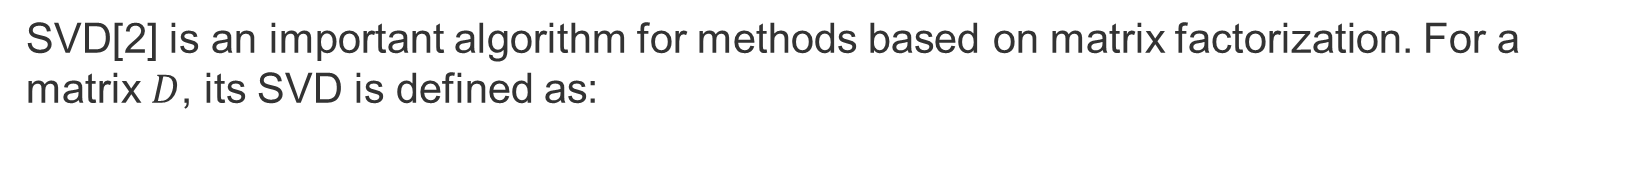 SVD[2] is an important algorithm for methods based on matrix factorization. For a
matrix D, its SVD is defined as: